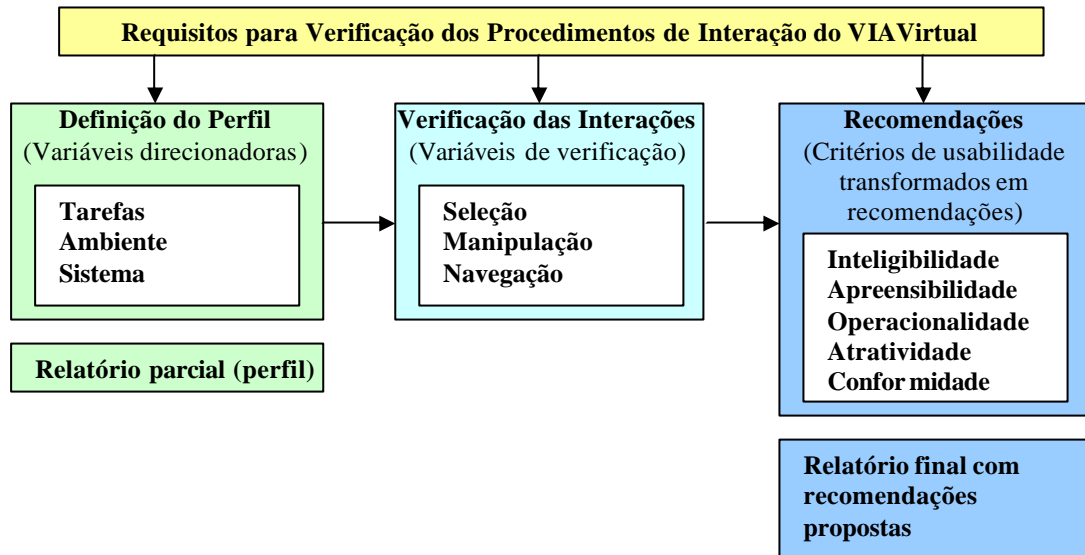 Requisitos para Verificação dos Procedimentos de Interação do VIAVirtual
Definição do Perfil
(Variáveis direcionadoras)
Tarefas
Ambiente
Sistema
Relatório parcial (perfil)
Verificação das Interações
(Variáveis de verificação)
Seleção
Manipulação
Navegação
Recomendações
(Critérios de usabilidade
transformados em
recomendações)
Inteligibilidade
Apreensibilidade
Operacionalidade
Atratividade
Confor midade
Relatório final com
recomendações
propostas